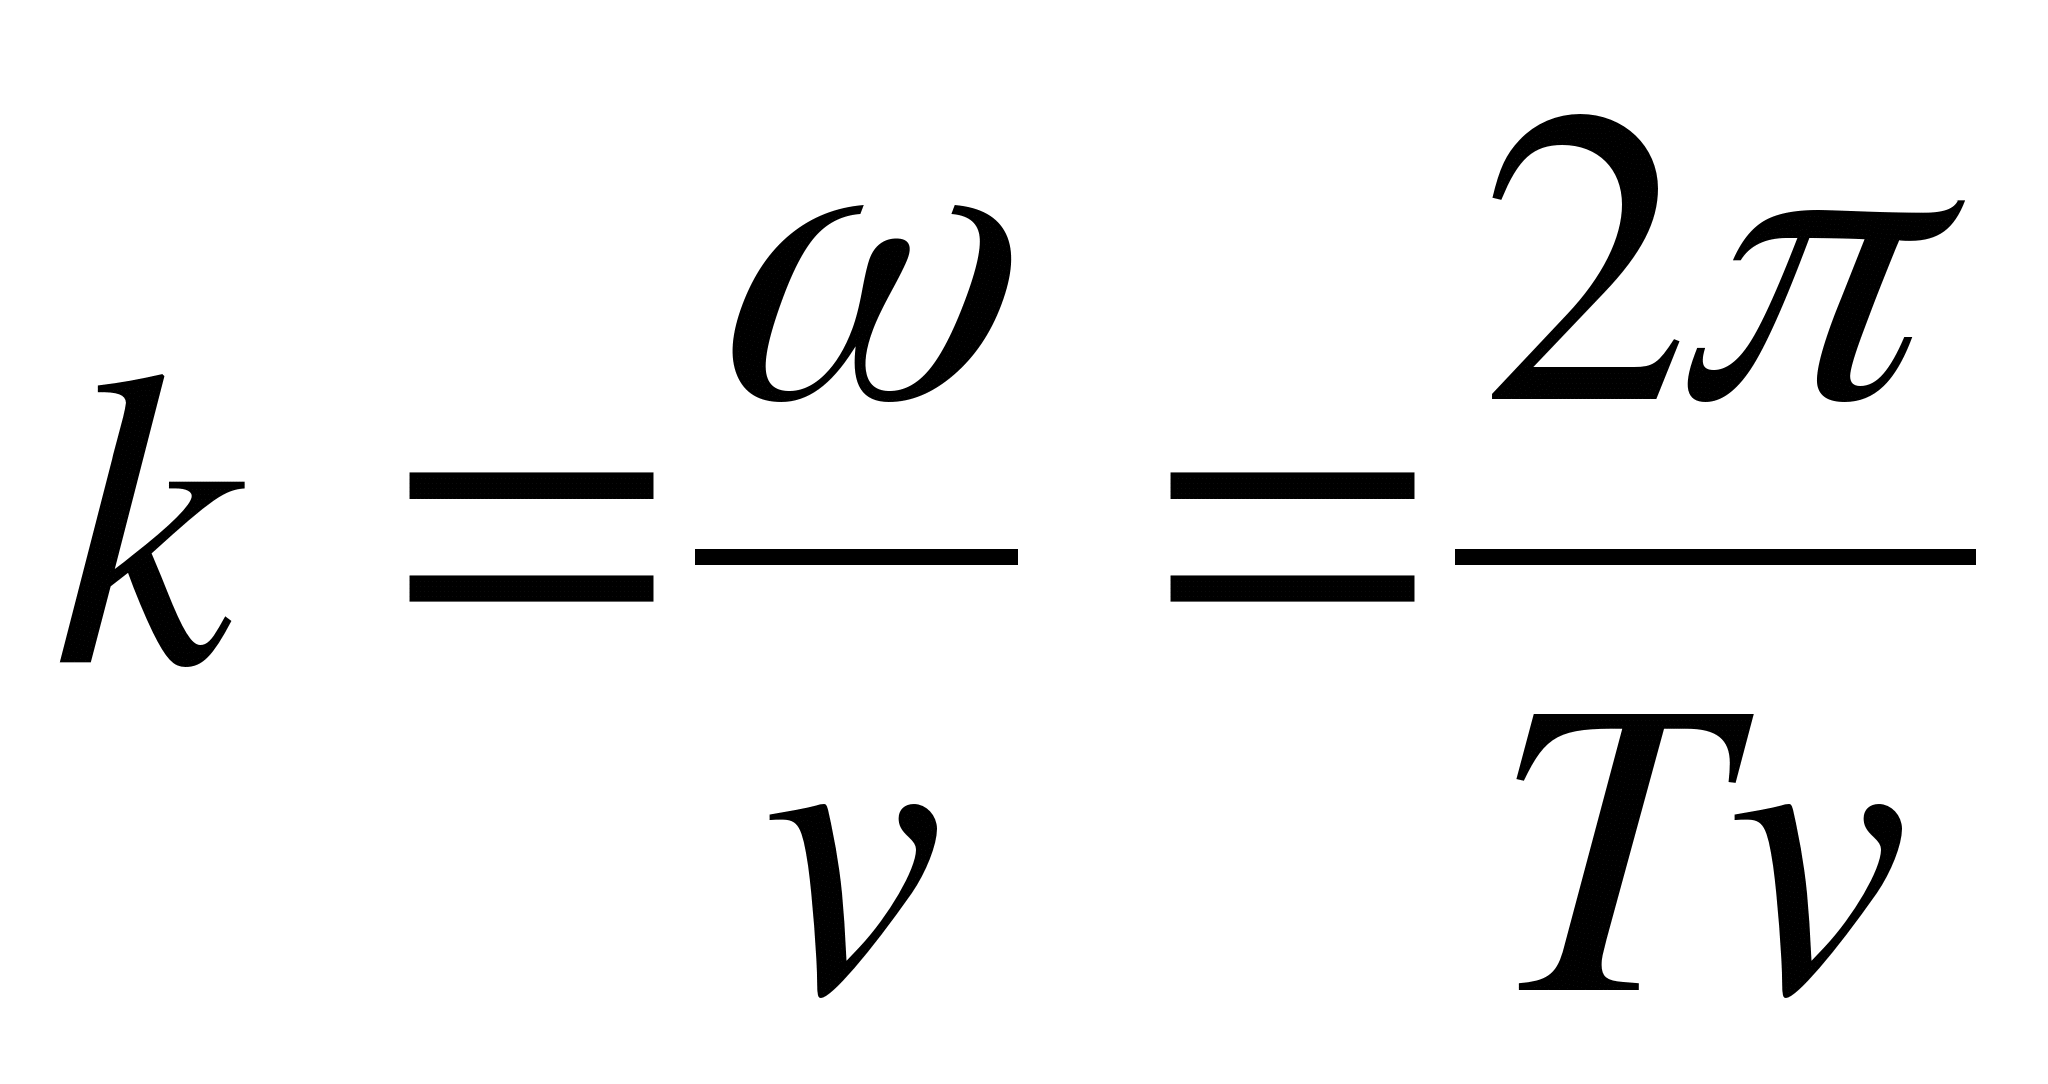 k = ω/v = 2π/Tv